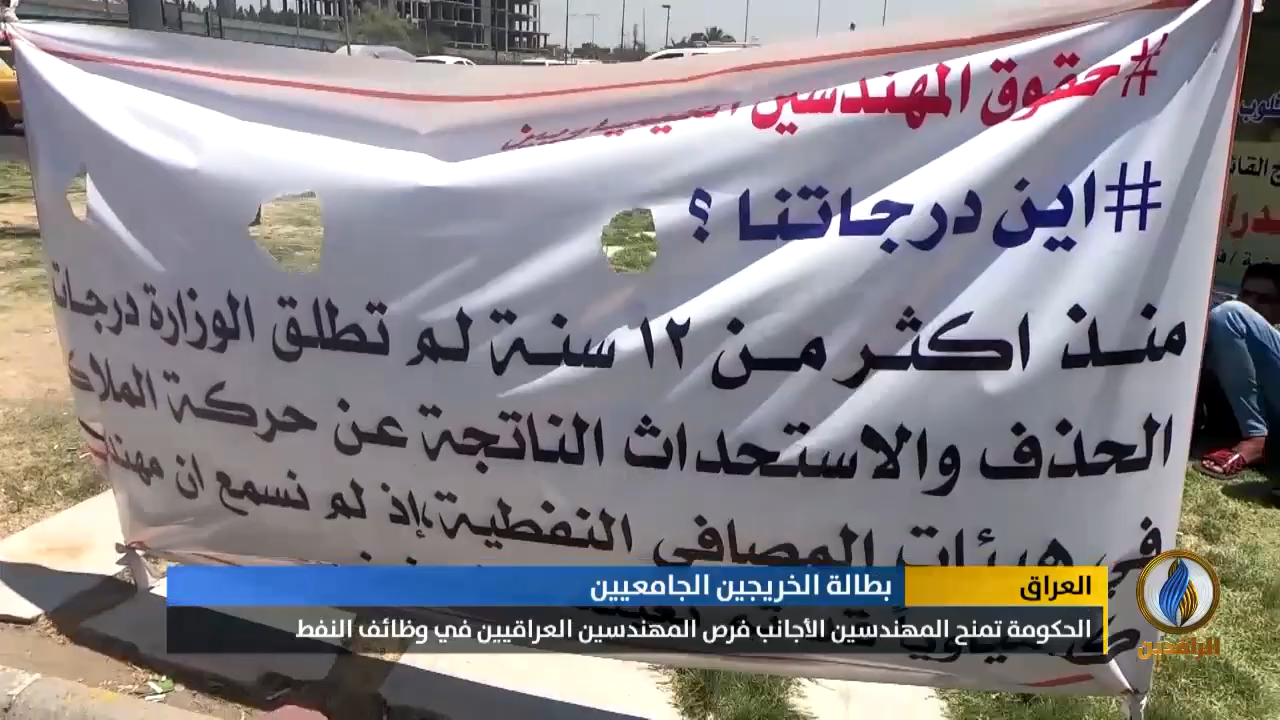 #حقوق المهندسين الكيمياويين
#اين درجاتنا ؟
منذ اكثر من ١٢ سنة لم تطلق الوزارة درجات
الحذف والاستحداث الناتجة عن حركة الملاك
في هيئات المصافي النفطية،إذ لم نسمع ان
العراق
بطالة الخريجين الجامعيين
الحكومة تمنح المهندسين الأجانب فرص المهندسين العراقيين في وظائف النفط
الرافدين